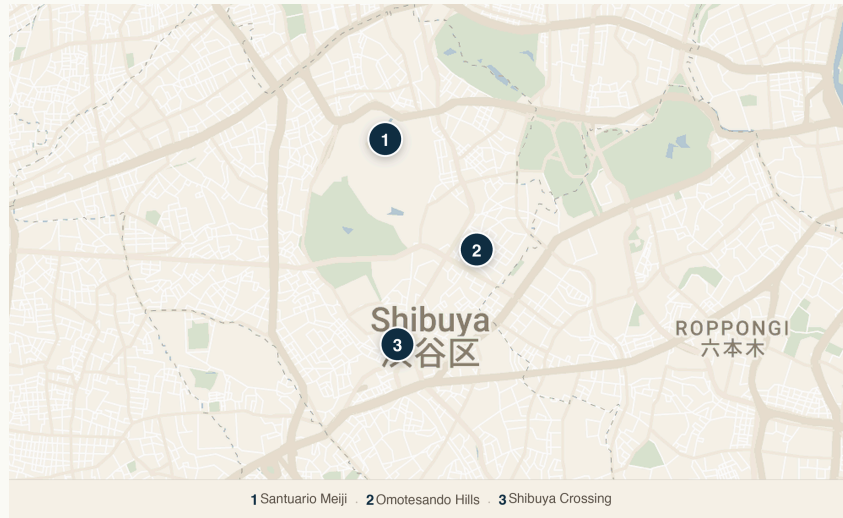 1
2
Shibuya
3
谷区
ROPPONGI
六本木
1 Santuario Meiji . 2 Omotesando Hills . 3 Shibuya Crossing